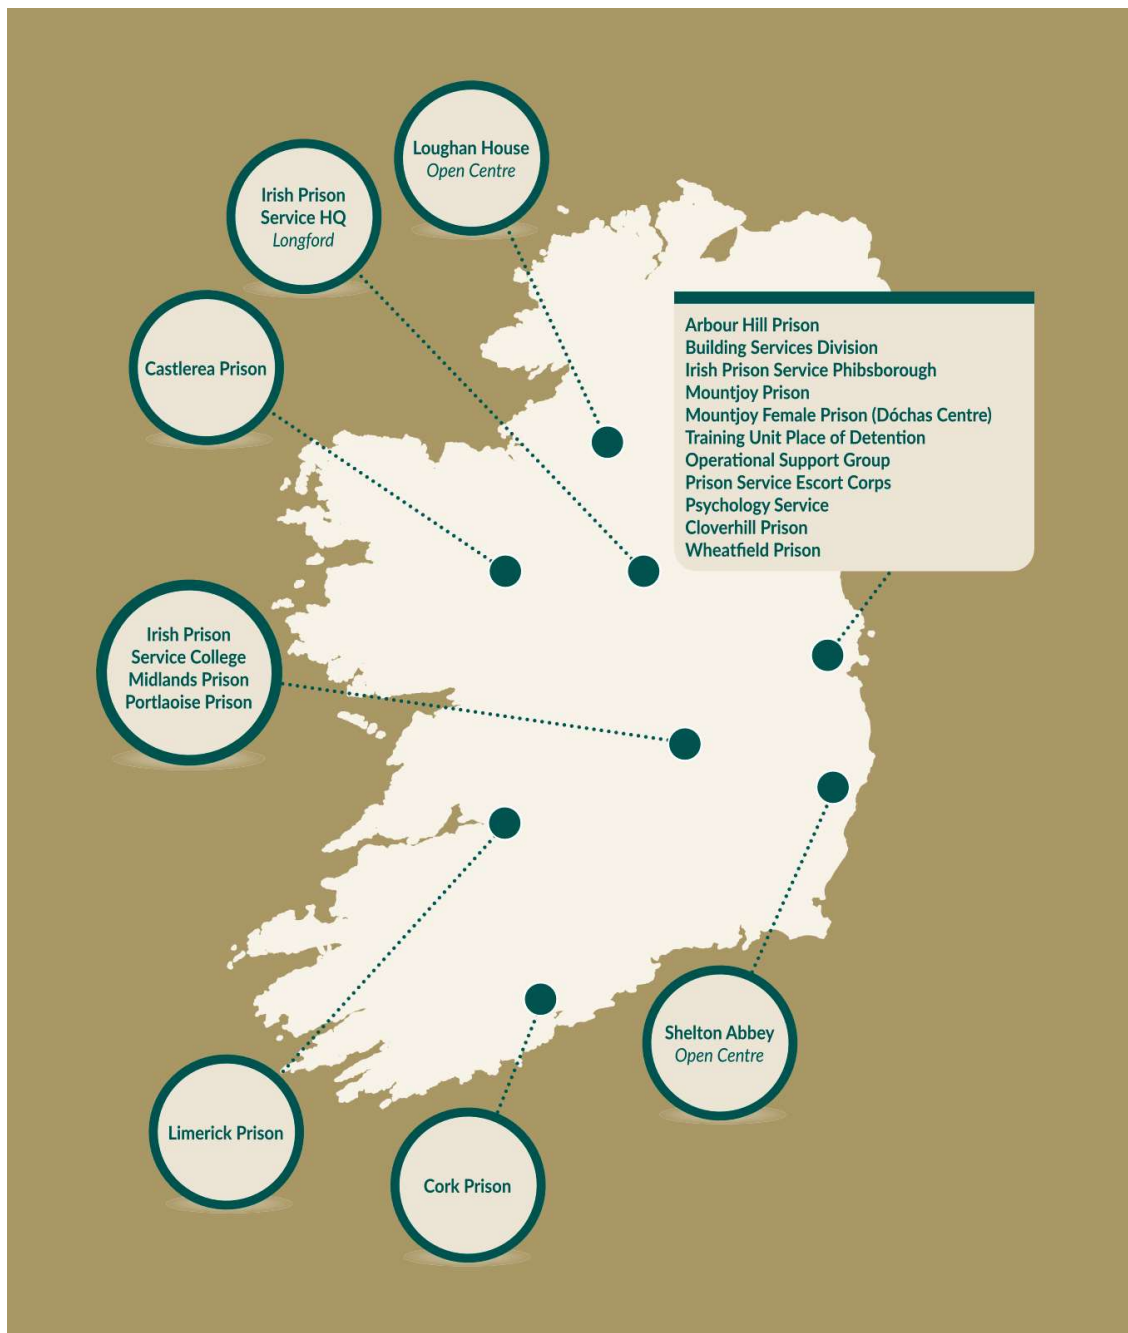 Loughan House
Open Centre
Irish Prison
Service HQ
Longford
Castlerea Prison
Arbour Hill Prison
Building Services Division
Irish Prison Service Phibsborough
Mountjoy Prison
Mountjoy Female Prison (Dóchas Centre)
Training Unit Place of Detention
Operational Support Group
Prison Service Escort Corps
Psychology Service
Cloverhill Prison
Wheatfield Prison
Irish Prison
Service College
Midlands Prison
Portlaoise Prison
Shelton Abbey
Open Centre
Limerick Prison
Cork Prison